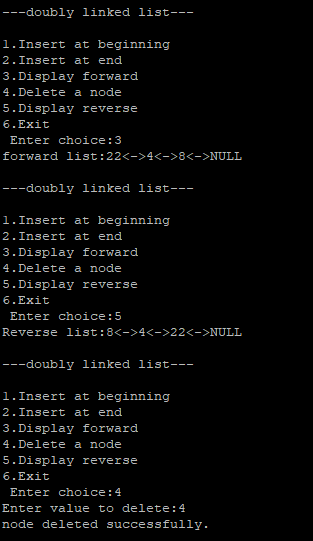 ---doubly linked list---
1.Insert at beginning
2.Insert at end
3.Display forward
4.Delete a node
5.Display reverse
6.Exit
 Enter choice:3
forward list:22<->4<->8<->NULL
---doubly linked list---
1.Insert at beginning
2.Insert at end
3.Display forward
4.Delete a node
5.Display reverse
6.Exit
 Enter choice:5
Reverse list:8<->4<->22<->NULL
---doubly linked list---
1.Insert at beginning
2.Insert at end
3.Display forward
4.Delete a node
5.Display reverse
6.Exit
 Enter choice:4
Enter value to delete:4
node deleted successfully.